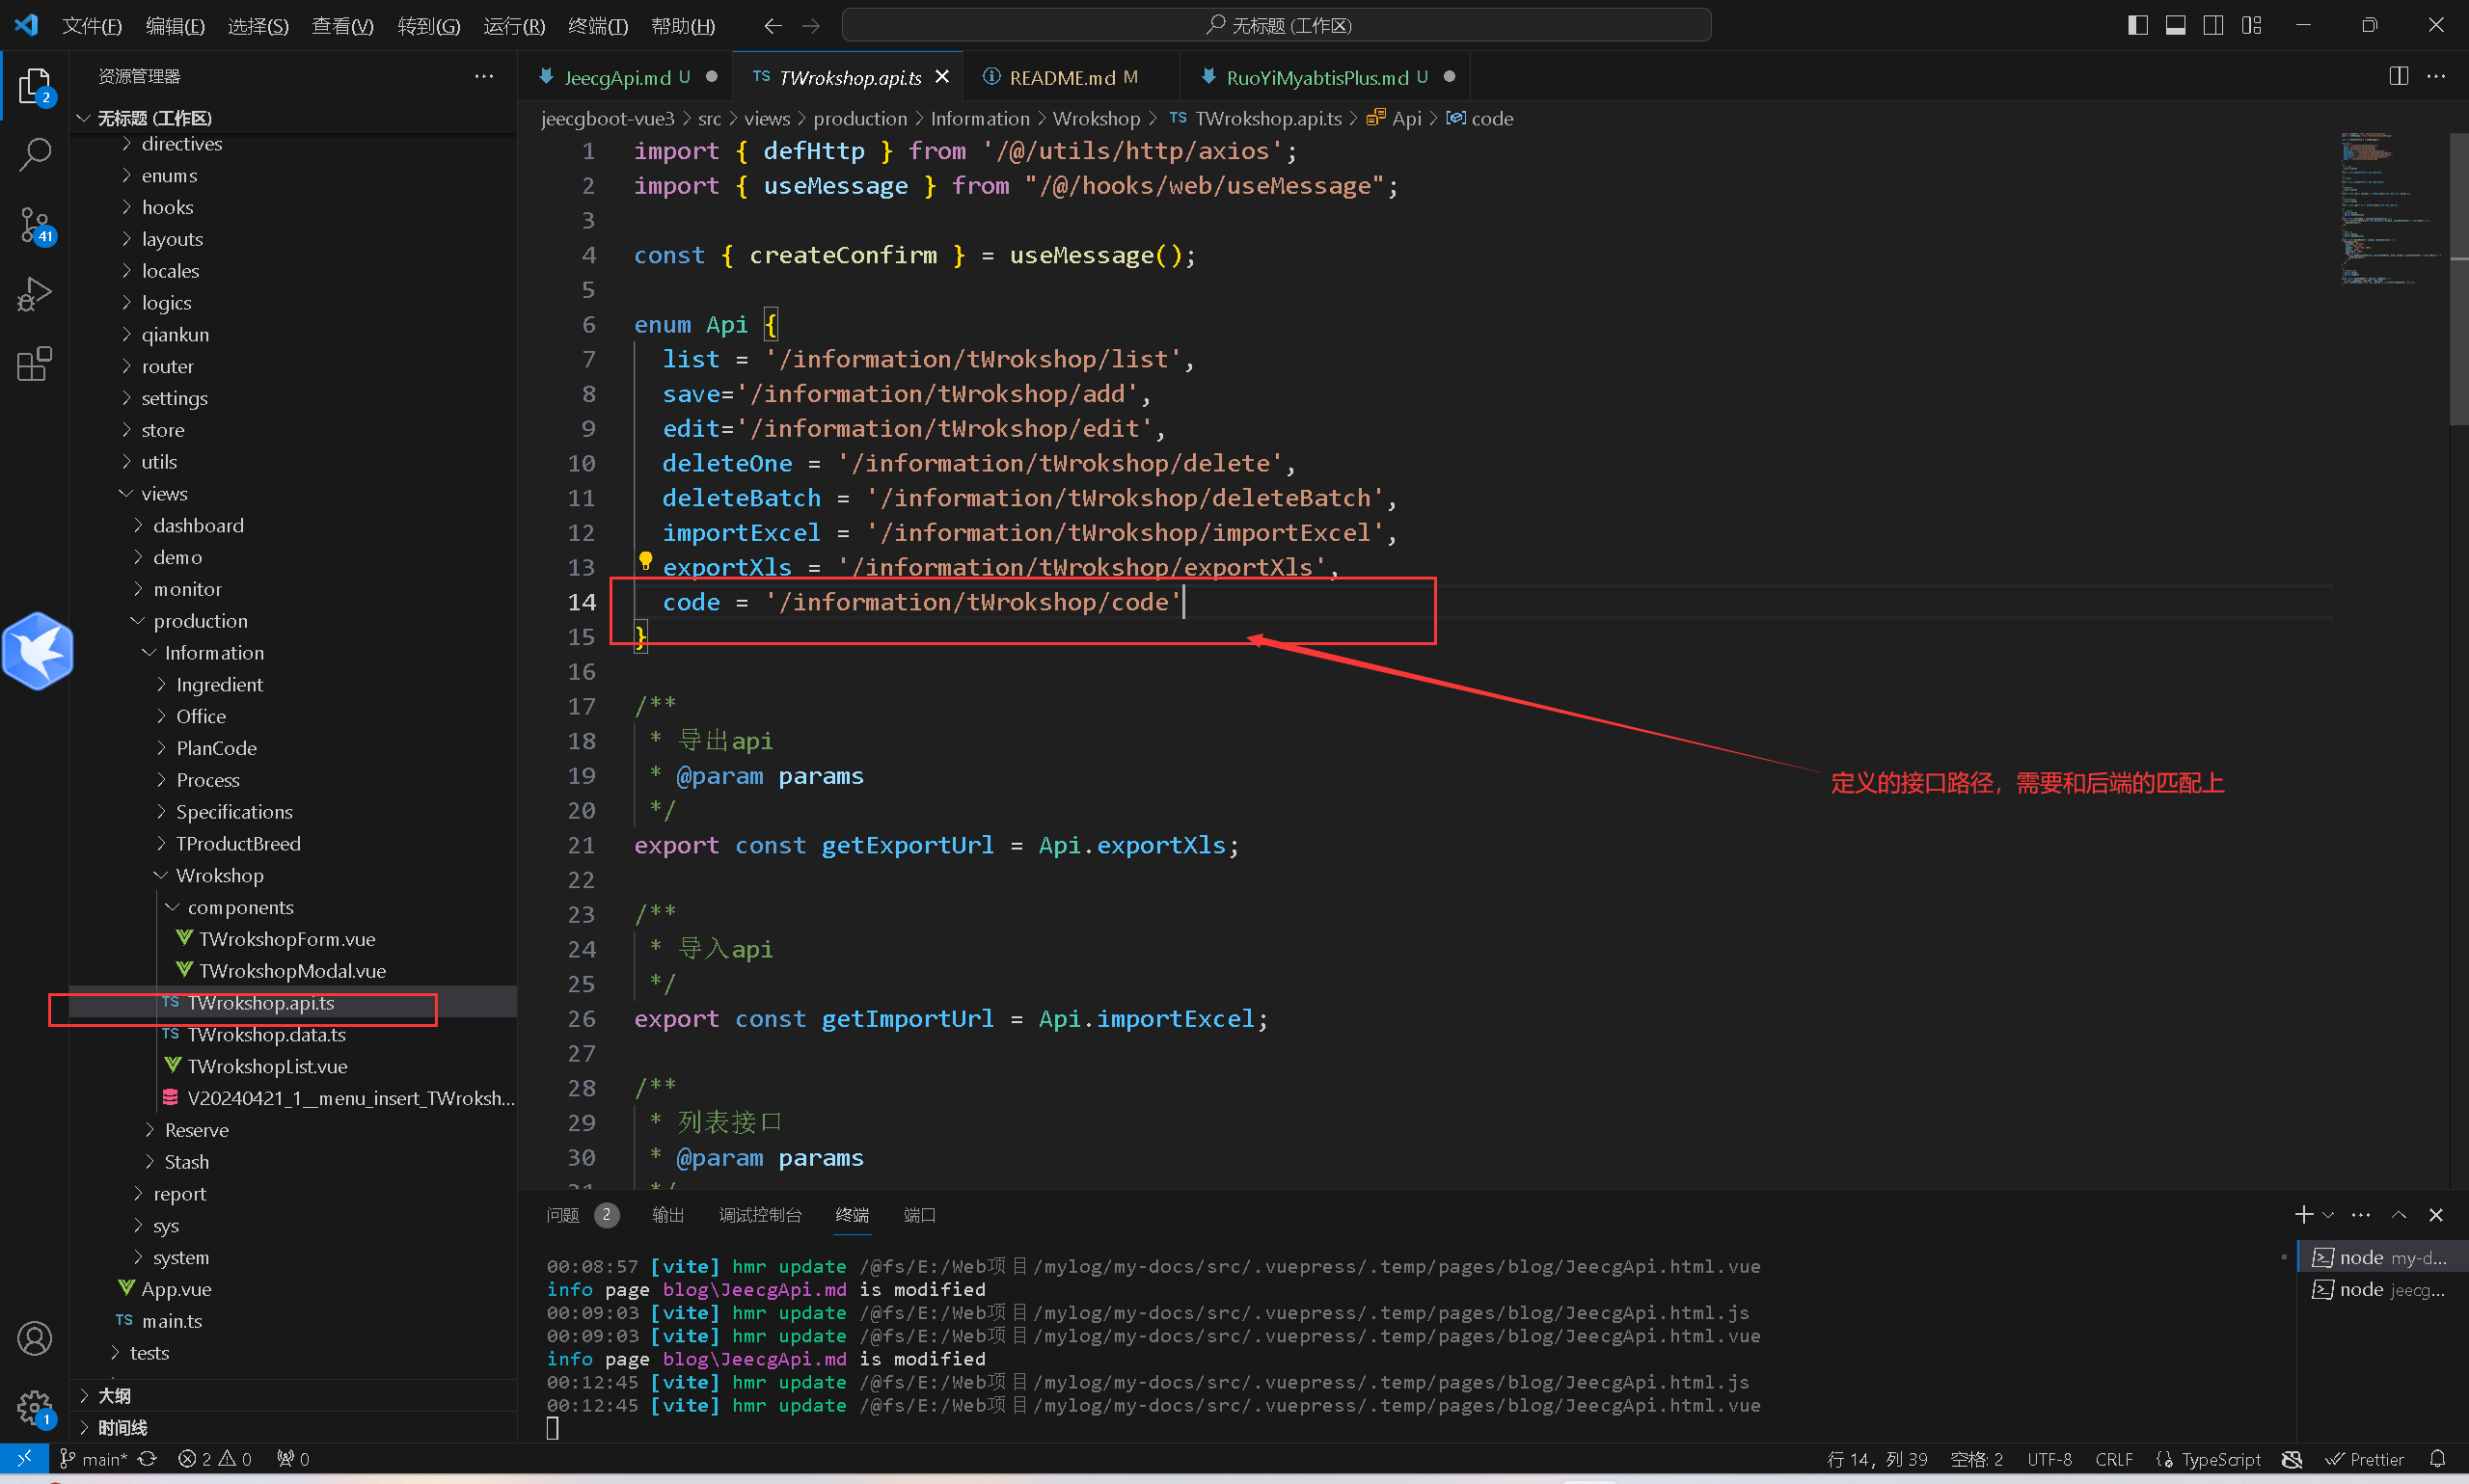 文件(F) 编辑(E) 选择(S) 查看(V) 转到(G) 运行(R) 终端(T) 帮助(H) 无标题 (工作区)
资源管理器
2
41
1
无标题 (工作区)
directives
enums
hooks
layouts
locales
logics
qiankun
router
settings
store
utils
views
dashboard
demo
monitor
production
Information
Ingredient
Office
PlanCode
Process
Specifications
TProductBreed
Wrokshop
components
TWrokshopForm.vue
TWrokshopModal.vue
TS TWrokshop.api.ts
TS TWrokshop.data.ts
TWrokshopList.vue
V20240421_1__menu_insert_TWroksh...
Reserve
Stash
report
sys
system
App.vue
TS main.ts
tests
大纲
时间线
JeecgApi.md U TS TWrokshop.api.ts README.md M RuoYiMyabtisPlus.md U
jeecgboot-vue3 > src > views > production > Information > Wrokshop > TS TWrokshop.api.ts > Api > code
1 import { defHttp } from '/@/utils/http/axios';
2 import { useMessage } from "/@/hooks/web/useMessage";
3
4 const { createConfirm } = useMessage();
5
6 enum Api {
7 list = '/information/tWrokshop/list',
8 save='/information/tWrokshop/add',
9 edit='/information/tWrokshop/edit',
10 deleteOne = '/information/tWrokshop/delete',
11 deleteBatch = '/information/tWrokshop/deleteBatch',
12 importExcel = '/information/tWrokshop/importExcel',
13 exportXls = '/information/tWrokshop/exportXls',
14 code = '/information/tWrokshop/code'
15 }
16
17 /**
18 * 导出api
19 * @param params
20 */
21 export const getExportUrl = Api.exportXls;
22
23 /**
24 * 导入api
25 */
26 export const getImportUrl = Api.importExcel;
27
28 /**
29 * 列表接口
30 * @param params
31 */
定义的接口路径，需要和后端的匹配上
问题 2 输出 调试控制台 终端 端口
00:08:57 [vite] hmr update /@fs/E:/Web项目/mylog/my-docs/src/.vuepress/.temp/pages/blog/JeecgApi.html.vue
info page blog\JeecgApi.md is modified
00:09:03 [vite] hmr update /@fs/E:/Web项目/mylog/my-docs/src/.vuepress/.temp/pages/blog/JeecgApi.html.js
00:09:03 [vite] hmr update /@fs/E:/Web项目/mylog/my-docs/src/.vuepress/.temp/pages/blog/JeecgApi.html.vue
info page blog\JeecgApi.md is modified
00:12:45 [vite] hmr update /@fs/E:/Web项目/mylog/my-docs/src/.vuepress/.temp/pages/blog/JeecgApi.html.js
00:12:45 [vite] hmr update /@fs/E:/Web项目/mylog/my-docs/src/.vuepress/.temp/pages/blog/JeecgApi.html.vue
node my-d...
node jeecg...
main* 2 0 0 行 14，列 39 空格: 2 UTF-8 CRLF TypeScript Prettier